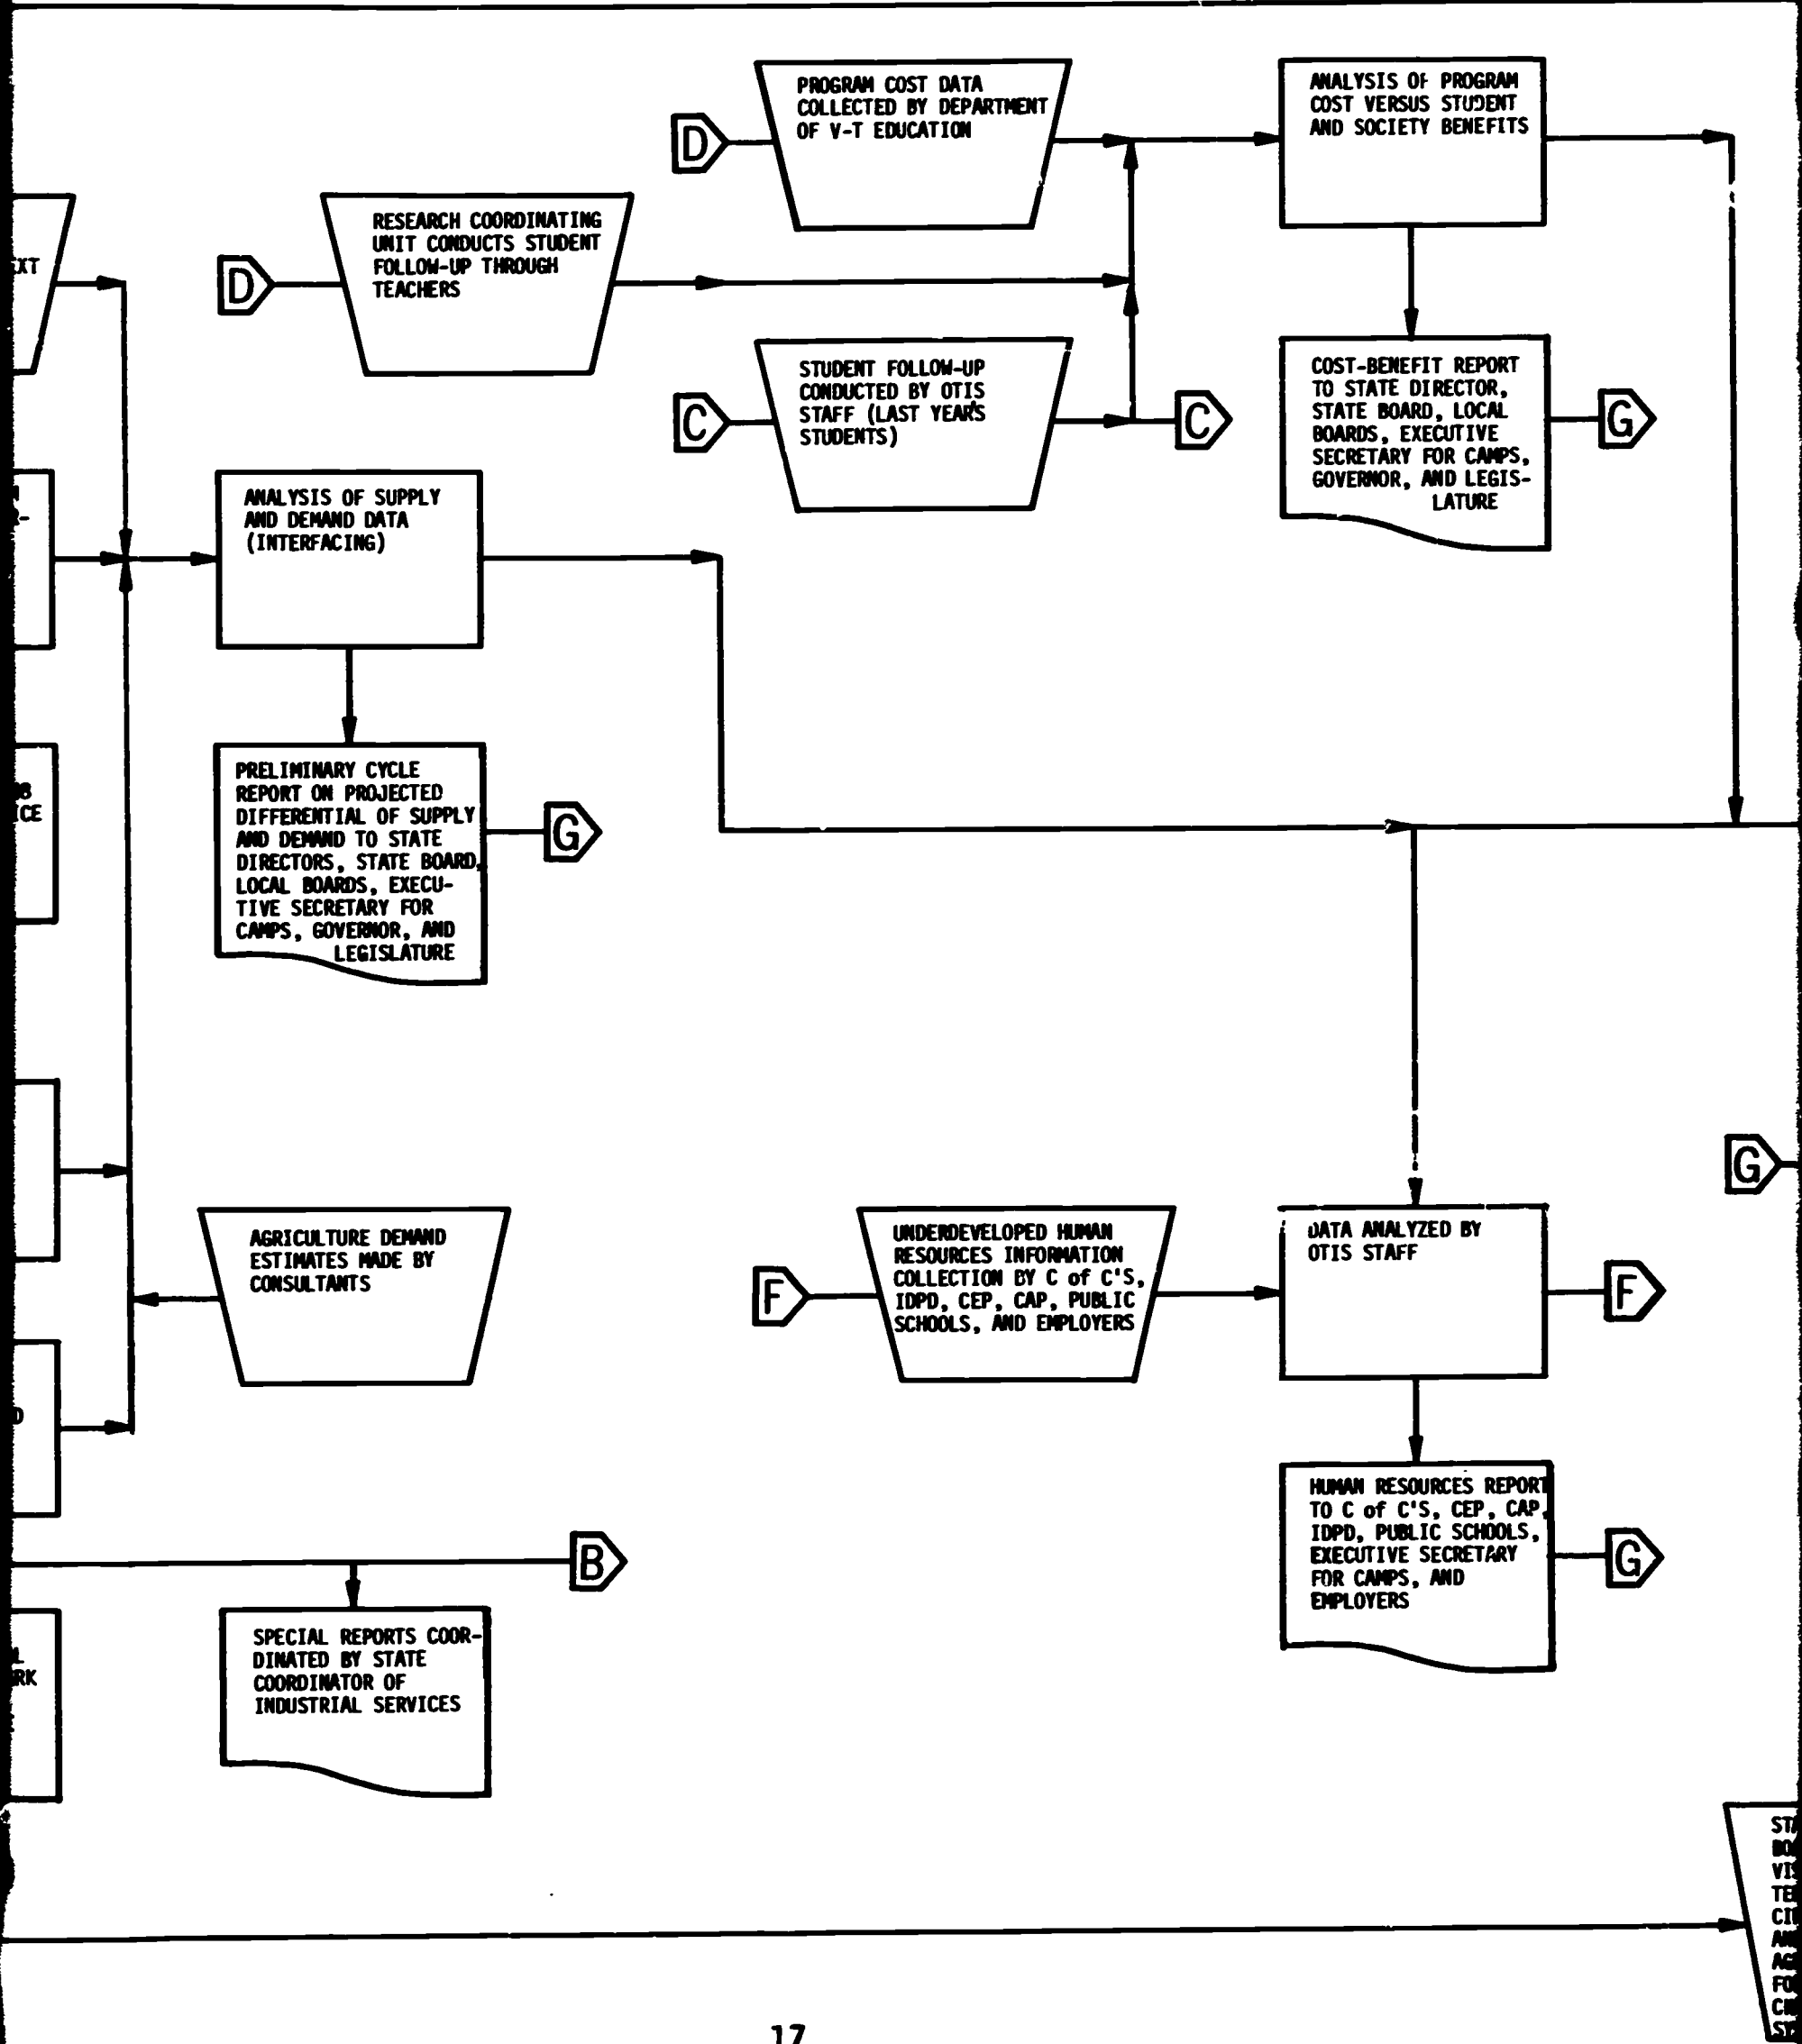 PROGRAM COST DATA
COLLECTED BY DEPARTMENT
OF V-T EDUCATION
D
ANALYSIS OF PROGRAM
COST VERSUS STUDENT
AND SOCIETY BENEFITS
RESEARCH COORDINATING
UNIT CONDUCTS STUDENT
FOLLOW-UP THROUGH
TEACHERS
D
STUDENT FOLLOW-UP
CONDUCTED BY OTIS
STAFF (LAST YEAR'S
STUDENTS)
C
C
COST-BENEFIT REPORT
TO STATE DIRECTOR,
STATE BOARD, LOCAL
BOARDS, EXECUTIVE
SECRETARY FOR CAMPS,
GOVERNOR, AND LEGIS-
LATURE
G
ANALYSIS OF SUPPLY
AND DEMAND DATA
(INTERFACING)
PRELIMINARY CYCLE
REPORT ON PROJECTED
DIFFERENTIAL OF SUPPLY
AND DEMAND TO STATE
DIRECTORS, STATE BOARD,
LOCAL BOARDS, EXECU-
TIVE SECRETARY FOR
CAMPS, GOVERNOR, AND
LEGISLATURE
G
G
AGRICULTURE DEMAND
ESTIMATES MADE BY
CONSULTANTS
F
UNDERDEVELOPED HUMAN
RESOURCES INFORMATION
COLLECTION BY C of C'S,
IDPD, CEP, CAP, PUBLIC
SCHOOLS, AND EMPLOYERS
DATA ANALYZED BY
OTIS STAFF
F
HUMAN RESOURCES REPORT
TO C of C'S, CEP, CAP,
IDPD, PUBLIC SCHOOLS,
EXECUTIVE SECRETARY
FOR CAMPS, AND
EMPLOYERS
G
B
SPECIAL REPORTS COOR-
DINATED BY STATE
COORDINATOR OF
INDUSTRIAL SERVICES
17